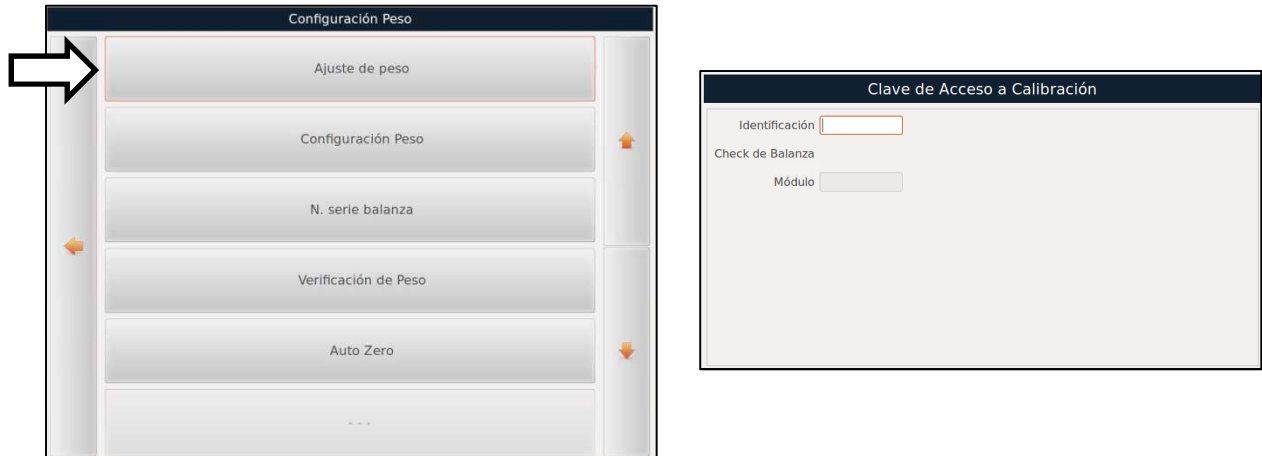 Configuración Peso
Ajuste de peso
Configuración Peso
N. serie balanza
Verificación de Peso
Auto Zero
- - -
Clave de Acceso a Calibración
Identificación
Check de Balanza
Módulo